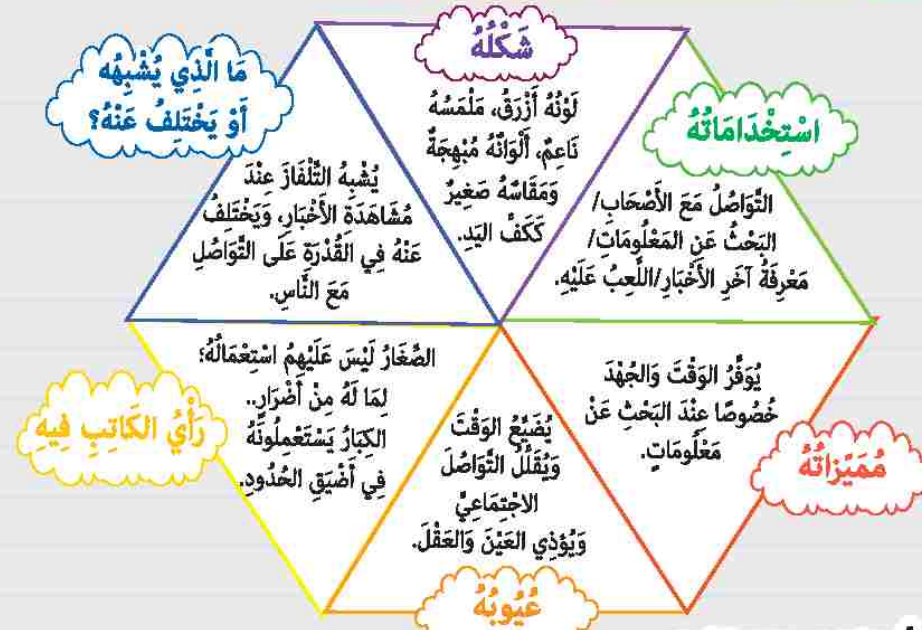 شَكْلُهُ
لَوْنُهُ أَزْرَقُ، مَلْمَسُهُ
نَاعِمٌ، أَلْوَانُهُ مُبْهِجَةٌ
وَمَقَاسُهُ صَغِيرٌ
كَكَفِّ اليَدِ.
اسْتِخْدَامَاتُهُ
التَّوَاصُلُ مَعَ الأَصْحَابِ/
البَحْثُ عَنِ المَعْلُومَاتِ/
مَعْرِفَةُ آخَرِ الأَخْبَارِ/اللَّعِبُ عَلَيْهِ.
مُمَيِّزَاتُهُ
يُوَفِّرُ الوَقْتَ وَالجُهْدَ
خُصُوصًا عِنْدَ البَحْثِ عَنْ
مَعْلُومَاتٍ.
عُيُوبُهُ
يُضَيِّعُ الوَقْتَ
وَيُقَلِّلُ التَّوَاصُلَ
الاجْتِمَاعِيَّ
وَيُؤْذِي العَيْنَ وَالعَقْلَ.
رَأْيُ الكَاتِبِ فِيهِ
الصِّغَارُ لَيْسَ عَلَيْهِمُ اسْتِعْمَالُهُ؛
لِمَا لَهُ مِنْ أَضْرَارٍ..
الكِبَارُ يَسْتَعْمِلُونَهُ
فِي أَضْيَقِ الحُدُودِ.
مَا الَّذِي يُشْبِهُه
أَوْ يَخْتَلِفُ عَنْهُ؟
يُشْبِهُ التِّلْفَازَ عِنْدَ
مُشَاهَدَةِ الأَخْبَارِ، وَيَخْتَلِفُ
عَنْهُ فِي القُدْرَةِ عَلَى التَّوَاصُلِ
مَعَ النَّاسِ.